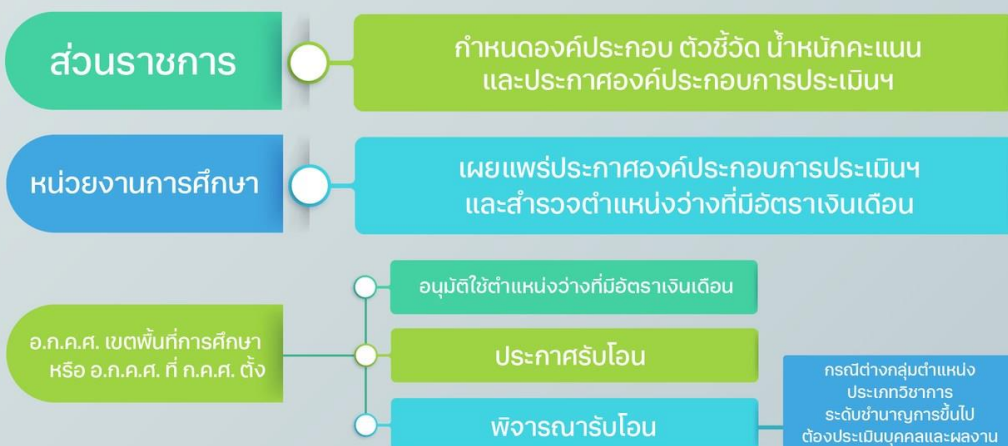 ส่วนราชการ
กำหนดองค์ประกอบ ตัวชี้วัด น้ำหนักคะแนน
และประกาศองค์ประกอบการประเมินฯ
หน่วยงานการศึกษา
เผยแพร่ประกาศองค์ประกอบการประเมินฯ
และสำรวจตำแหน่งว่างที่มีอัตราเงินเดือน
อ.ก.ค.ศ. เขตพื้นที่การศึกษา
หรือ อ.ก.ค.ศ. ที่ ก.ค.ศ. ตั้ง
อนุมัติใช้ตำแหน่งว่างที่มีอัตราเงินเดือน
ประกาศรับโอน
พิจารณารับโอน
กรณีต่างกลุ่มตำแหน่ง
ประเภทวิชาการ
ระดับชำนาญการขึ้นไป
ต้องประเมินบุคคลและผลงาน